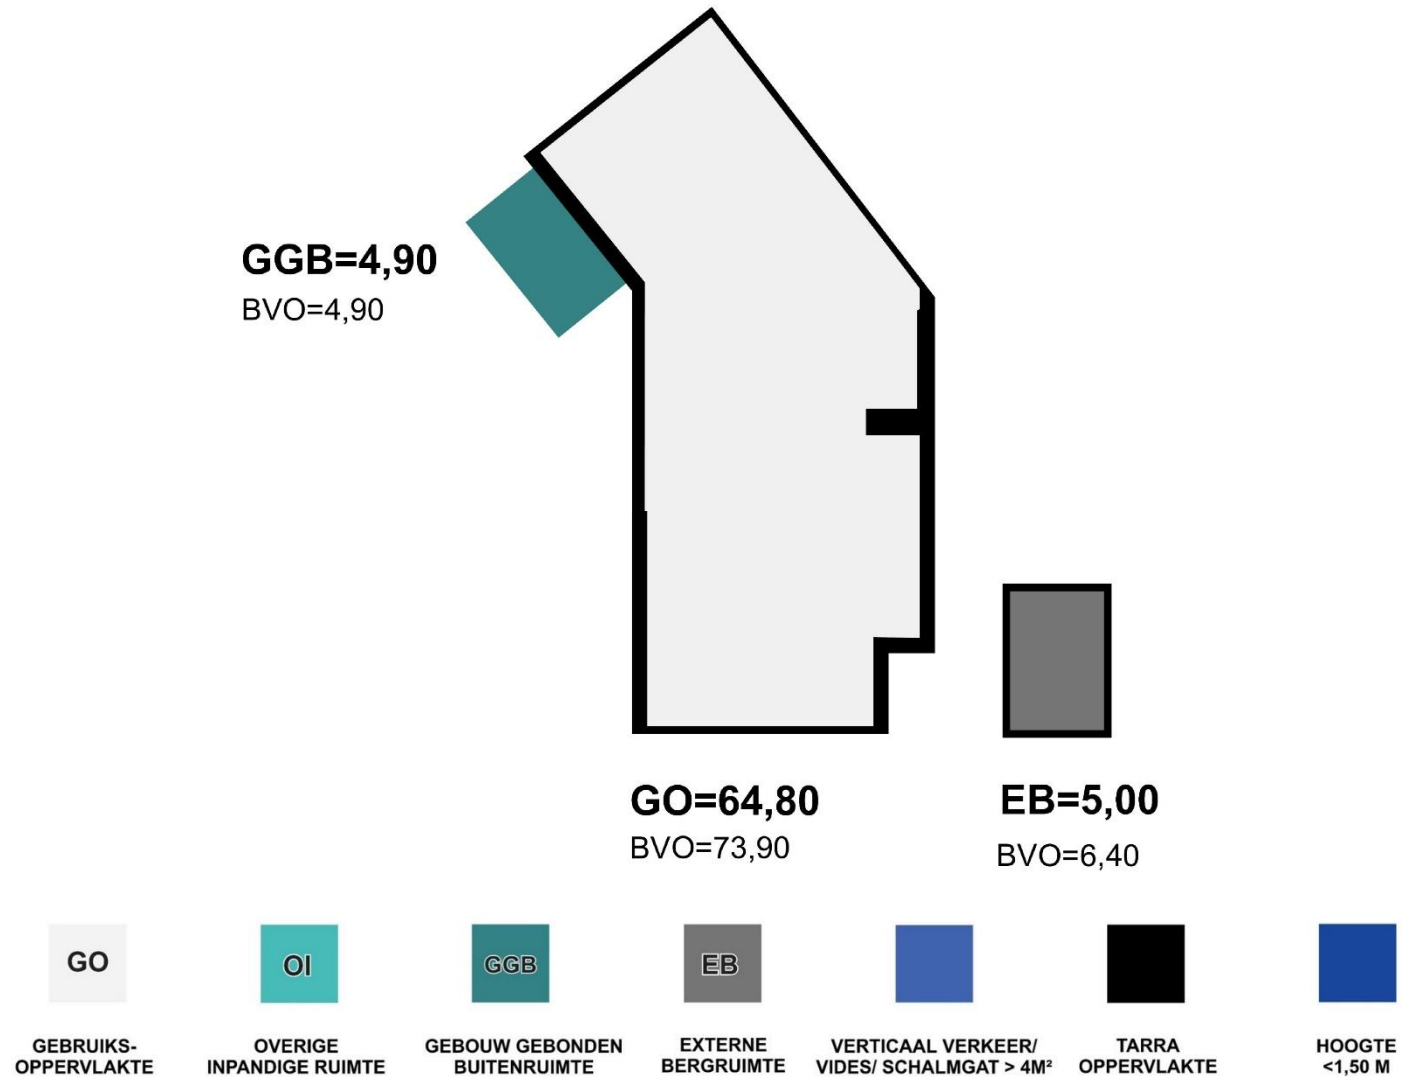 GGB=4,90
BVO=4,90
GO=64,80
BVO=73,90
EB=5,00
BVO=6,40
GO
OI
GGB
EB
GEBRUIKS-
OPPERVLAKTE
OVERIGE
INPANDIGE RUIMTE
GEBOUW GEBONDEN
BUITENRUIMTE
EXTERNE
BERGRUIMTE
VERTICAAL VERKEER/
VIDES/ SCHALMGAT > 4M²
TARRA
OPPERVLAKTE
HOOGTE
<1,50 M